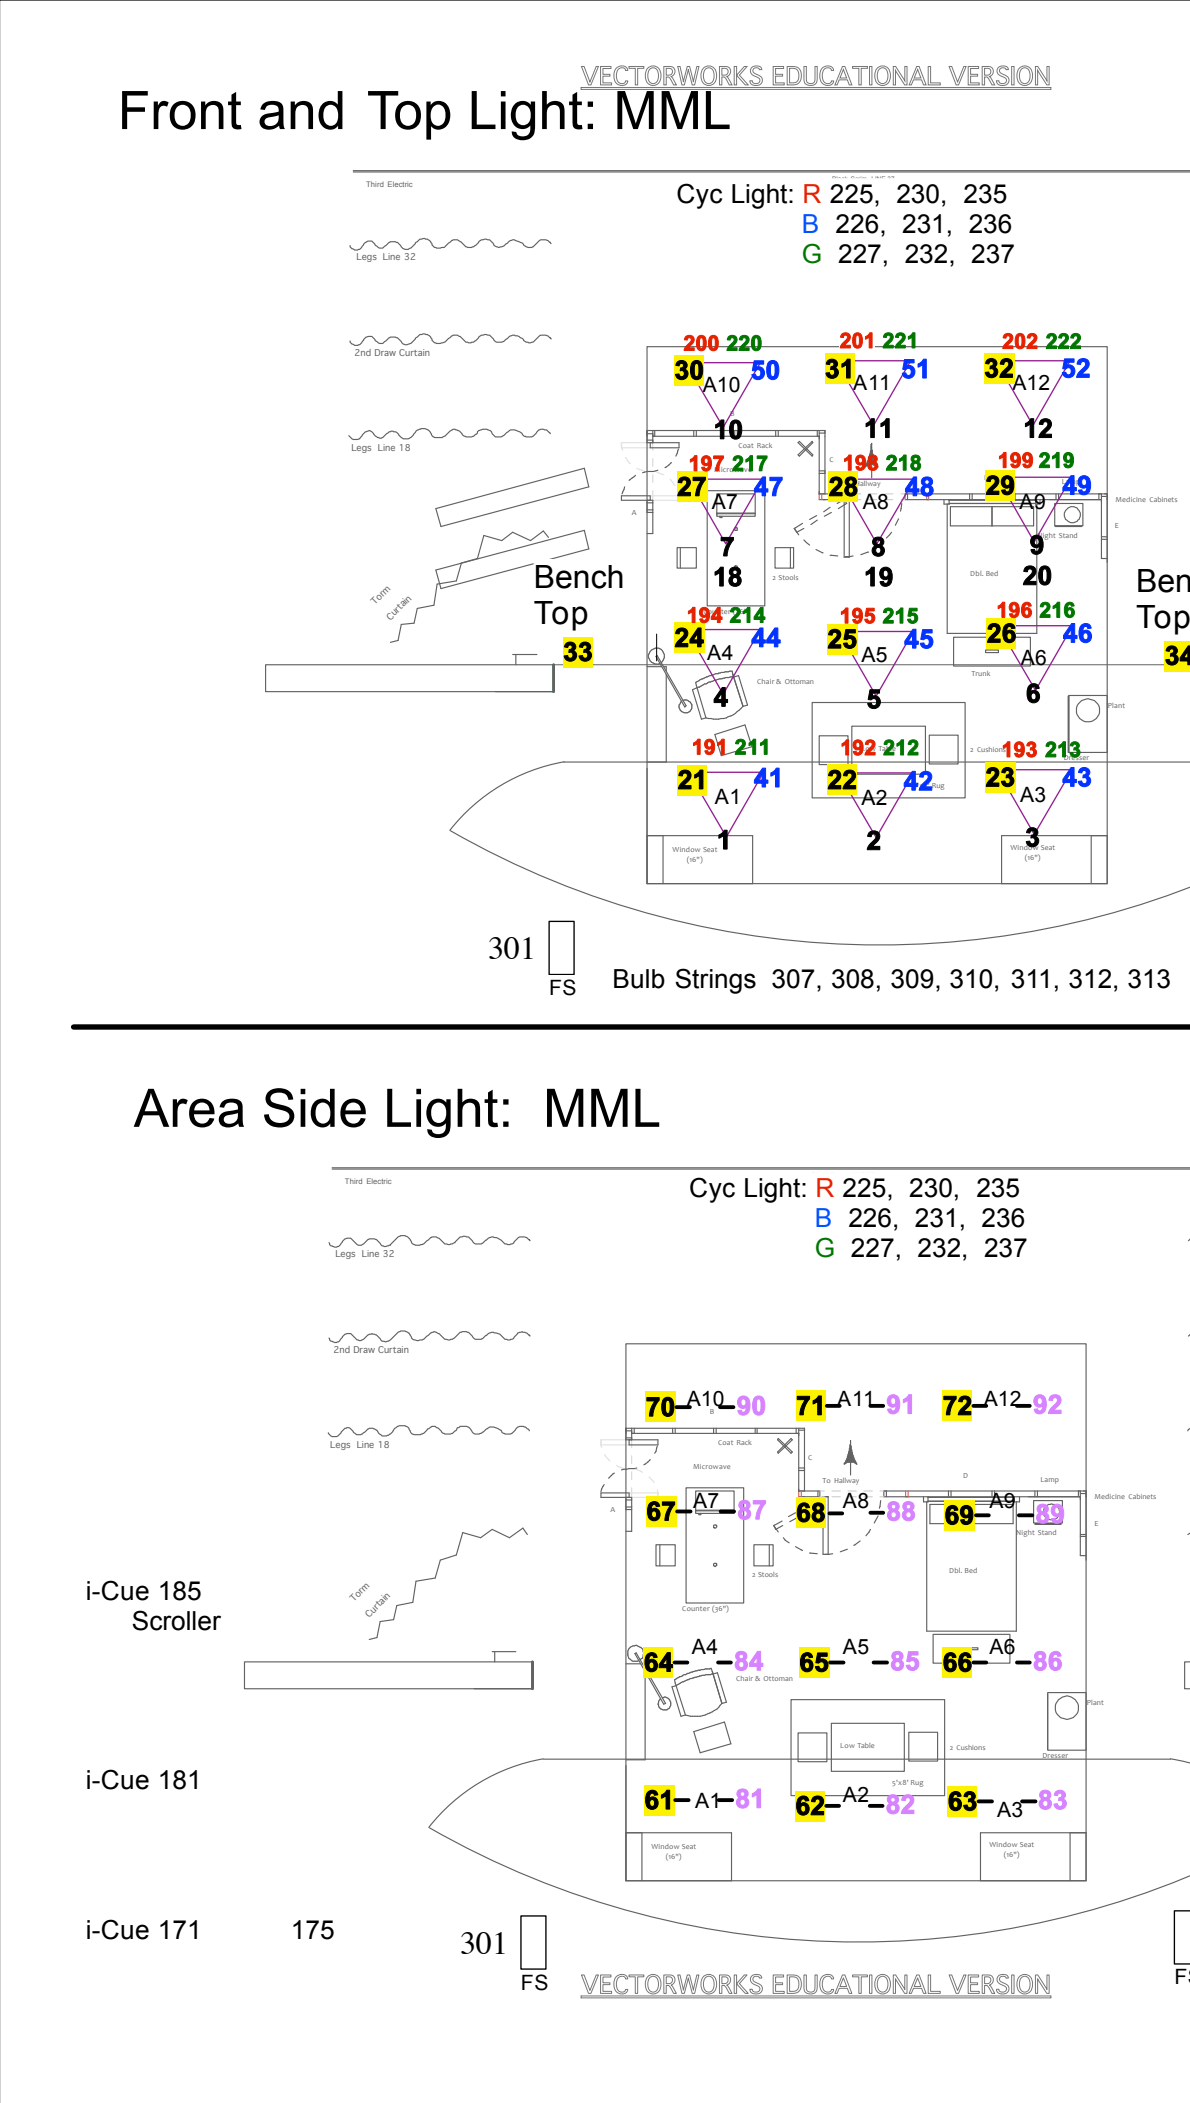 VECTORWORKS EDUCATIONAL VERSION
Front and Top Light: MML
Third Electric
Cyc Light: R 225, 230, 235
B 226, 231, 236
G 227, 232, 237
Legs Line 32
2nd Draw Curtain
200 220 201 221 202 222
30 50 31 51 32 52
A10 A11 A12
10 11 12
Legs Line 18
Coat Rack
C
197 217 198 218 199 219
27 47 28 48 29 49
A7 A8 A9
Medicine Cabinets
A
E
7 8 9
Dbl. Bed
2 Stools
18 19 20
Bench
Top
Torm
Curtain
33 34
194 214 195 215 196 216
24 44 25 45 26 46
A4 A5 A6
Trunk
Chair & Ottoman
4 5 6
Plant
191 211 192 212 193 213
2 Cushions
Dresser
21 41 22 42 23 43
Rug
A1 A2 A3
1 2 3
Window Seat
(16")
Window Seat
(16")
301
FS
Bulb Strings 307, 308, 309, 310, 311, 312, 313
Area Side Light: MML
Third Electric
Cyc Light: R 225, 230, 235
B 226, 231, 236
G 227, 232, 237
Legs Line 32
2nd Draw Curtain
70 A10 90 71 A11 91 72 A12 92
B
Legs Line 18
Coat Rack
C
Microwave
To Hallway
D
Lamp
Medicine Cabinets
A
67 A7 87 68 A8 88 69 A9 89
E
Night Stand
Dbl. Bed
2 Stools
i-Cue 185
Scroller
Torm
Curtain
Counter (36")
64 A4 84 65 A5 85 66 A6 86
Chair & Ottoman
Plant
Low Table
2 Cushions
Dresser
i-Cue 181
5'x8' Rug
61 A1 81 62 A2 82 63 A3 83
Window Seat
(16")
Window Seat
(16")
i-Cue 171 175
301
FS
VECTORWORKS EDUCATIONAL VERSION